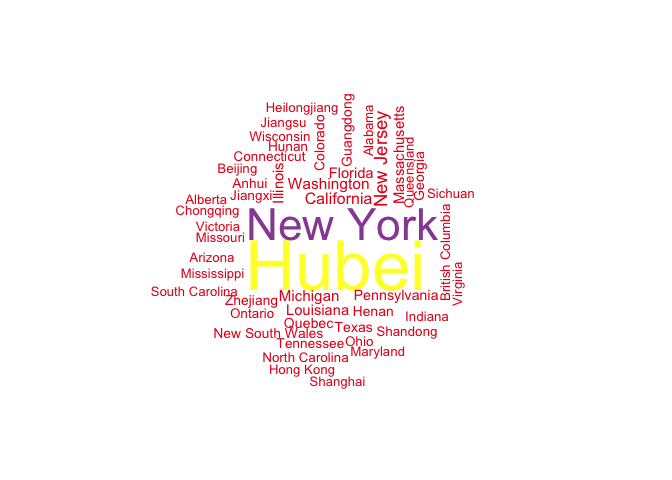 Heilongjiang
Jiangsu
Wisconsin
Hunan
Connecticut
Beijing
Anhui
Jiangxi
Illinois
Colorado
Guangdong
Alabama
New Jersey
Massachusetts
Queensland
Georgia
Florida
Washington
California
Sichuan
Alberta
Chongqing
Victoria
Missouri
New York
Arizona
Hubei
Mississippi
British Columbia
Virginia
South Carolina
Zhejiang
Michigan
Pennsylvania
Ontario
Louisiana
Henan
Indiana
Quebec
Texas
Shandong
New South Wales
Tennessee
Ohio
Maryland
North Carolina
Hong Kong
Shanghai